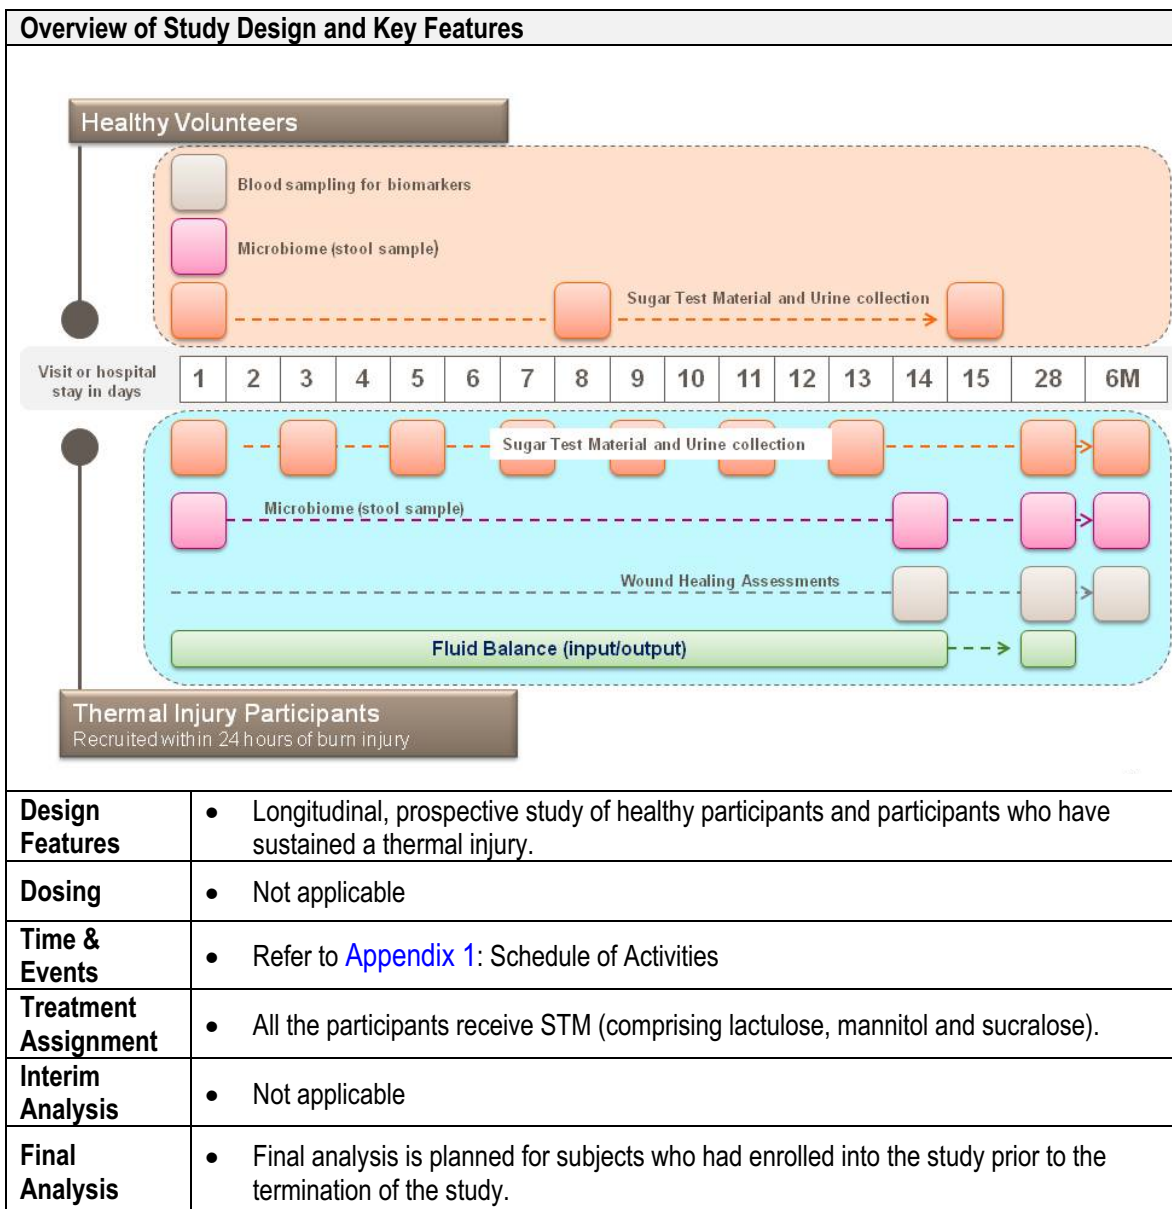 Overview of Study Design and Key Features
Healthy Volunteers
Blood sampling for biomarkers
Microbiome (stool sample)
Sugar Test Material and Urine collection
Visit or hospital
stay in days
1 2 3 4 5 6 7 8 9 10 11 12 13 14 15 28 6M
Sugar Test Material and Urine collection
Microbiome (stool sample)
Wound Healing Assessments
Fluid Balance (input/output)
Thermal Injury Participants
Recruited within 24 hours of burn injury
Design
Features
• Longitudinal, prospective study of healthy participants and participants who have
sustained a thermal injury.
Dosing
• Not applicable
Time &
Events
• Refer to Appendix 1: Schedule of Activities
Treatment
Assignment
• All the participants receive STM (comprising lactulose, mannitol and sucralose).
Interim
Analysis
• Not applicable
Final
Analysis
• Final analysis is planned for subjects who had enrolled into the study prior to the
termination of the study.